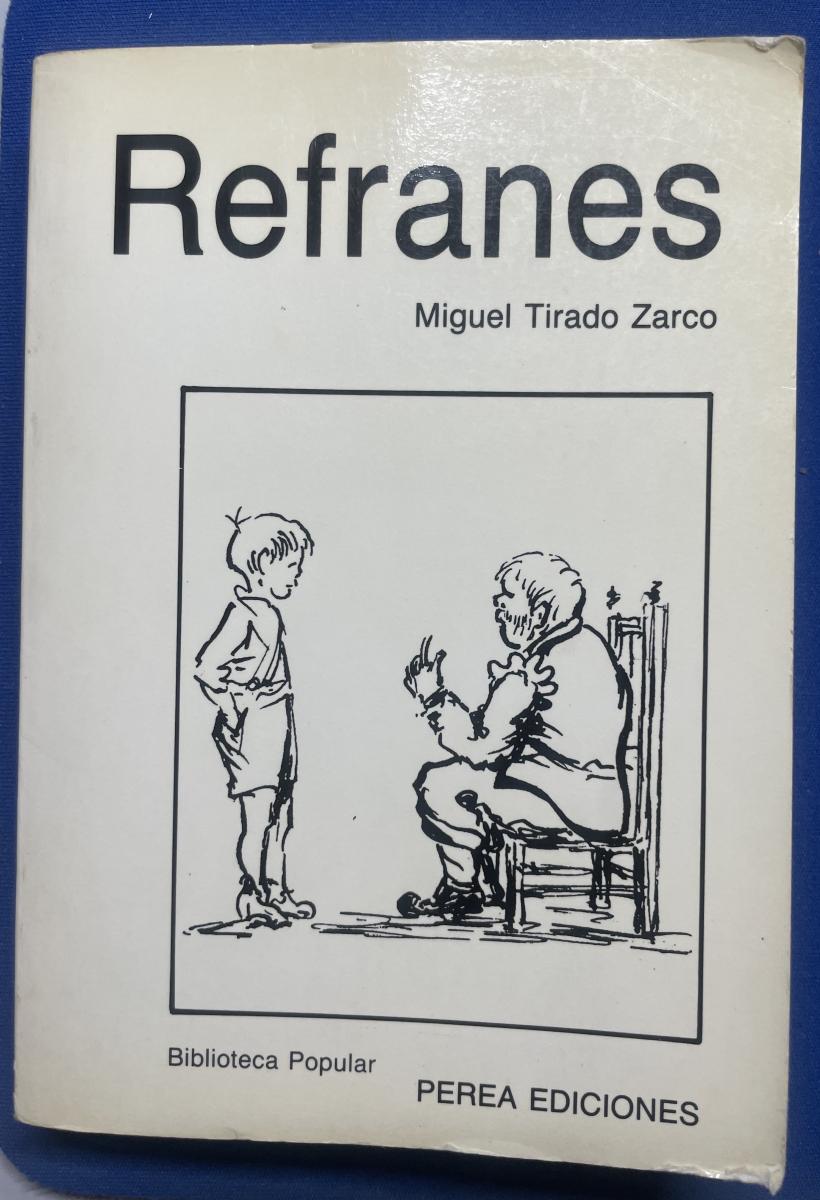 Refranes
Miguel Tirado Zarco
Biblioteca Popular
PEREA EDICIONES